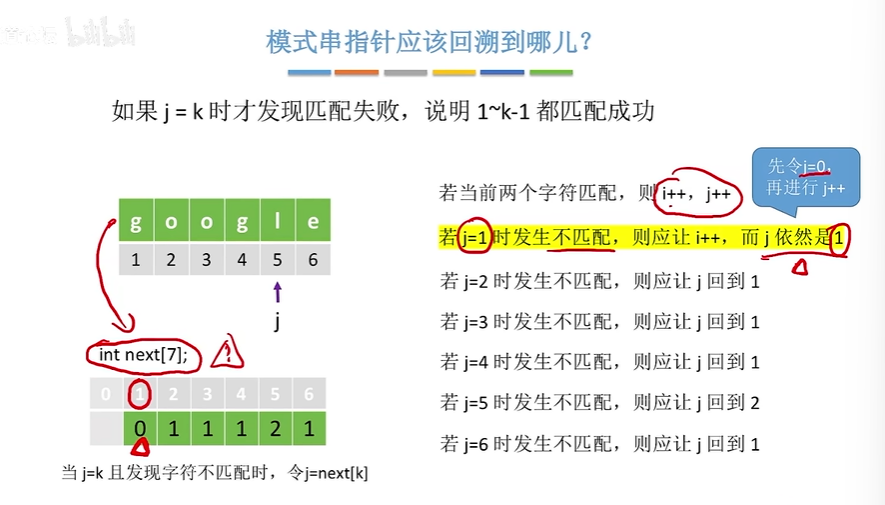 bilibili
模式串指针应该回溯到哪儿？
如果 j = k 时才发现匹配失败，说明 1~k-1 都匹配成功
先令j=0，
再进行 j++
若当前两个字符匹配，则 i++，j++
g o o g l e
1 2 3 4 5 6
j
若 j=1 时发生不匹配，则应让 i++，而 j 依然是1
若 j=2 时发生不匹配，则应让 j 回到 1
若 j=3 时发生不匹配，则应让 j 回到 1
若 j=4 时发生不匹配，则应让 j 回到 1
若 j=5 时发生不匹配，则应让 j 回到 2
若 j=6 时发生不匹配，则应让 j 回到 1
int next[7];
!
0 1 2 3 4 5 6
0 1 1 1 2 1
当 j=k 且发现字符不匹配时，令j=next[k]